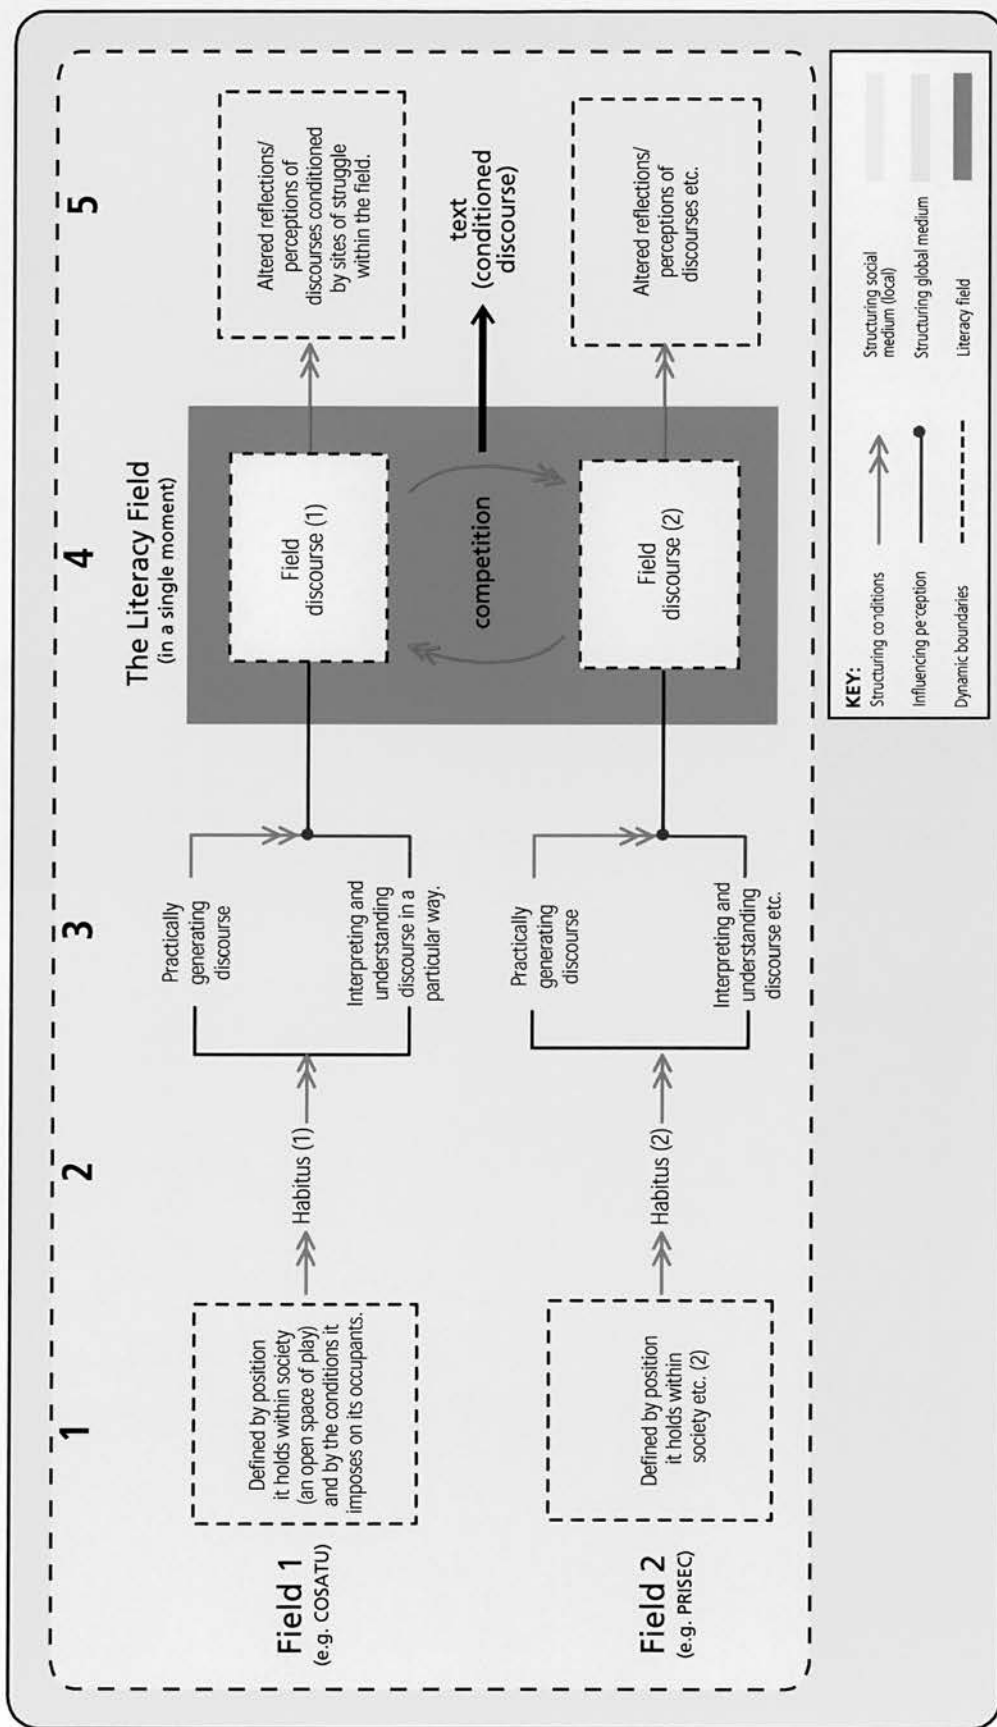 1
2
3
4
5
The Literacy Field
(in a single moment)
Field 1
(e.g. COSATU)
Defined by position
it holds within society
(an open space of play)
and by the conditions it
imposes on its occupants.
Habitus (1)
Practically
generating
discourse
Interpreting and
understanding
discourse in a
particular way.
Field
discourse (1)
Altered reflections/
perceptions of
discourses conditioned
by sites of struggle
within the field.
competition
text
(conditioned
discourse)
Field 2
(e.g. PRISEC)
Defined by position
it holds within
society etc. (2)
Habitus (2)
Practically
generating
discourse
Interpreting and
understanding
discourse etc.
Field
discourse (2)
Altered reflections/
perceptions of
discourses etc.
KEY:
Structuring conditions
Influencing perception
Dynamic boundaries
Structuring social
medium (local)
Structuring global medium
Literacy field